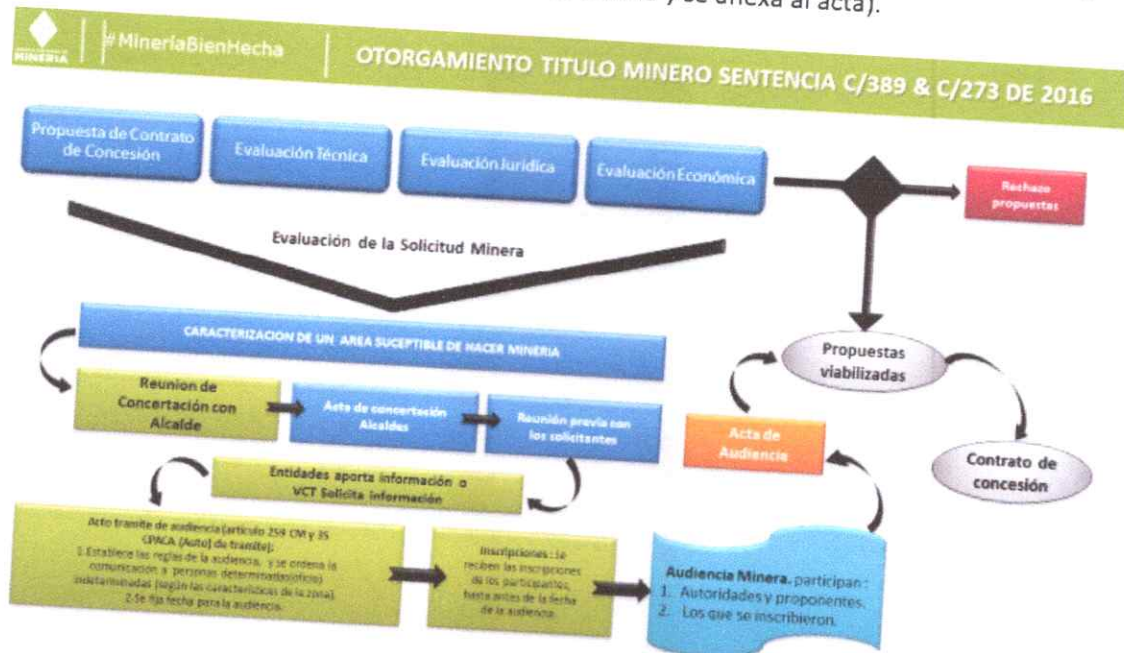 y se anexa al acta).
MINERÍA
#MineríaBienHecha
OTORGAMIENTO TITULO MINERO SENTENCIA C/389 & C/273 DE 2016
Propuesta de Contrato
de Concesión
Evaluación Técnica
Evaluación Jurídica
Evaluación Económica
Rechazo
propuestas
Evaluación de la Solicitud Minera
CARACTERIZACION DE UN AREA SUCEPTIBLE DE HACER MINERIA
Propuestas
viabilizadas
Reunion de
Concertación con
Alcalde
Acta de concertación
Alcaldes
Reunión previa con
los solicitantes
Acta de
Audiencie
Contrato de
concesión
Entidades aporta información o
VCT Solicita información
Acto tramite de audiencia (artículo 259 CM y 35
CPACA (Auto) de tramite):
1.Establece las reglas de la audiencia, y se ordena la
comunicación a personas determinadas(oficio)
indeterminadas (según las características de la zona).
2-Se fija fecha para la audiencia.
Inscripciones: se
reciben las inscripciones
de los participantes,
hasta antes de la fecha
de la audiencia.
Audiencia Minera. participan :
1. Autoridades y proponentes.
2. Los que se inscribieron.